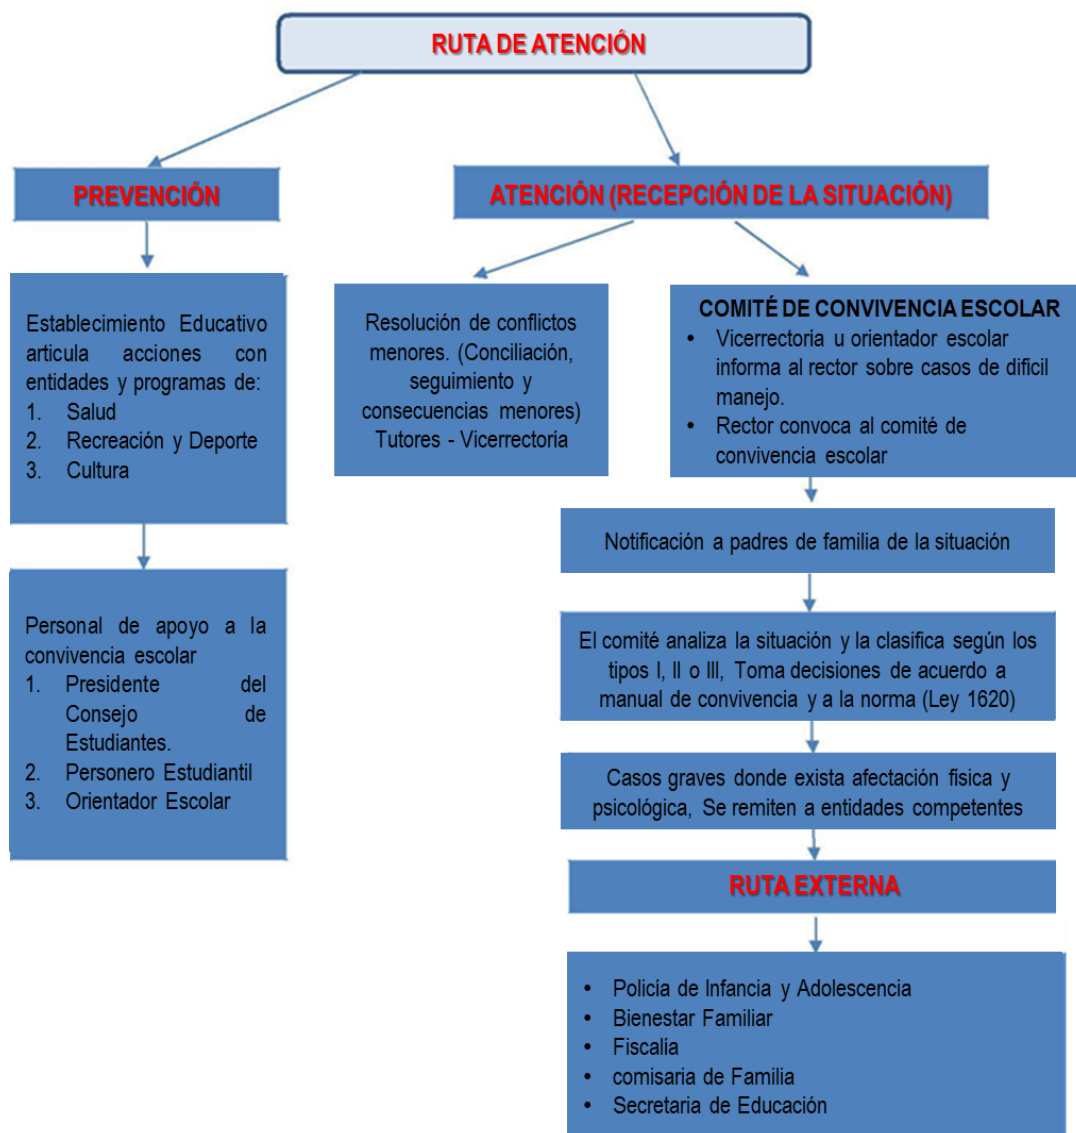 RUTA DE ATENCIÓN
PREVENCIÓN
Establecimiento Educativo
articula acciones con
entidades y programas de:
1. Salud
2. Recreación y Deporte
3. Cultura
Personal de apoyo a la
convivencia escolar
1. Presidente del
Consejo de
Estudiantes.
2. Personero Estudiantil
3. Orientador Escolar
ATENCIÓN (RECEPCIÓN DE LA SITUACIÓN)
Resolución de conflictos
menores. (Conciliación,
seguimiento y
consecuencias menores)
Tutores - Vicerrectoría
COMITÉ DE CONVIVENCIA ESCOLAR
• Vicerrectoría u orientador escolar
informa al rector sobre casos de difícil
manejo.
• Rector convoca al comité de
convivencia escolar
Notificación a padres de familia de la situación
El comité analiza la situación y la clasifica según los
tipos I, II o III, Toma decisiones de acuerdo a
manual de convivencia y a la norma (Ley 1620)
Casos graves donde exista afectación física y
psicológica, Se remiten a entidades competentes
RUTA EXTERNA
• Policía de Infancia y Adolescencia
• Bienestar Familiar
• Fiscalía
• comisaria de Familia
• Secretaria de Educación